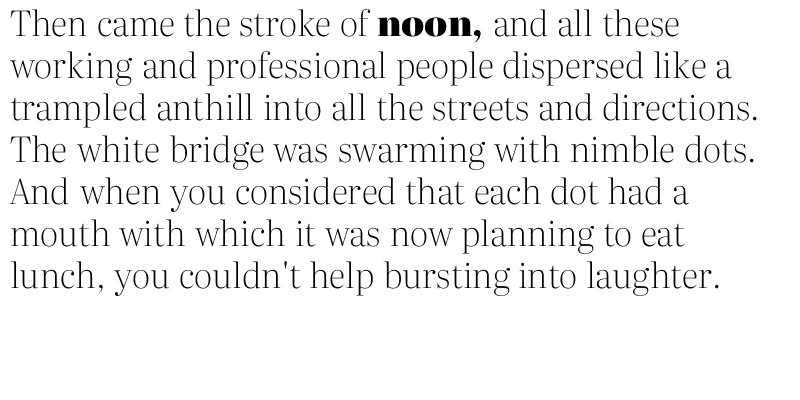 Then came the stroke of noon, and all these
working and professional people dispersed like a
trampled anthill into all the streets and directions.
The white bridge was swarming with nimble dots.
And when you considered that each dot had a
mouth with which it was now planning to eat
lunch, you couldn't help bursting into laughter.